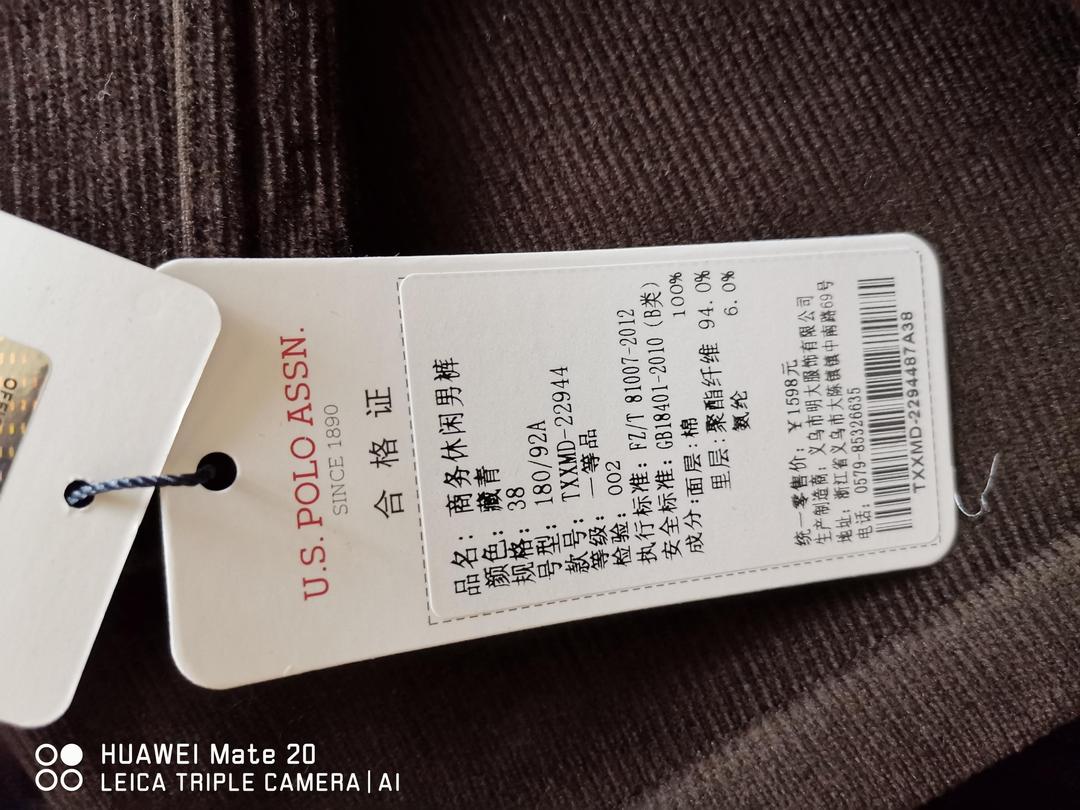 U.S. POLO ASSN.
SINCE 1890
合格证
品名：商务休闲男裤
颜色：藏青
规格：38
号型：180/92A
款号：TXXMD-22944
等级：一等品
检验：002
执行标准：FZ/T 81007-2012
安全标准：GB18401-2010（B类）
成分：面层：棉 100%
里层：聚酯纤维 94.0%
氨纶 6.0%
统一零售价：￥1598元
生产制造商：义乌市明大服饰有限公司
地址：浙江省义乌市大陈镇镇中南路69号
电话：0579-85326635
TXXMD-2294487A38
HUAWEI Mate 20
LEICA TRIPLE CAMERA | AI